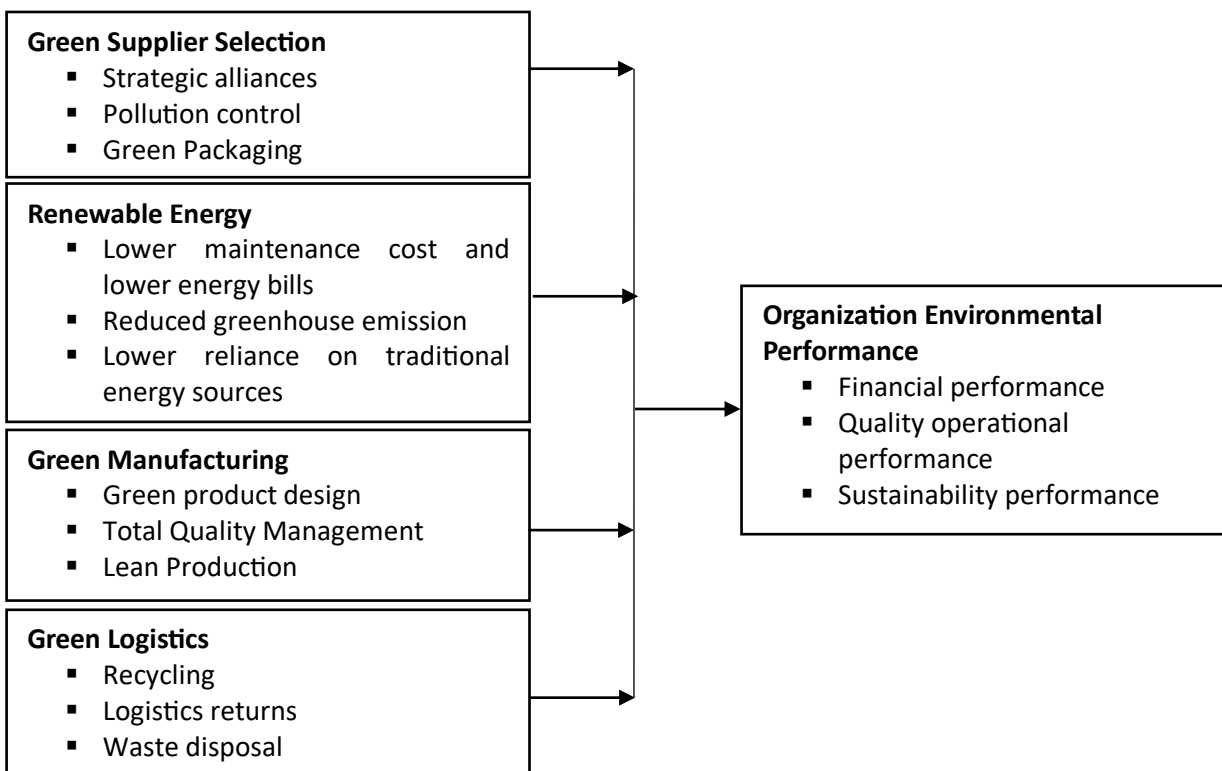 Green Supplier Selection
▪ Strategic alliances
▪ Pollution control
▪ Green Packaging
Renewable Energy
▪ Lower maintenance cost and
lower energy bills
▪ Reduced greenhouse emission
▪ Lower reliance on traditional
energy sources
Green Manufacturing
▪ Green product design
▪ Total Quality Management
▪ Lean Production
Green Logistics
▪ Recycling
▪ Logistics returns
▪ Waste disposal
Organization Environmental
Performance
▪ Financial performance
▪ Quality operational
performance
▪ Sustainability performance